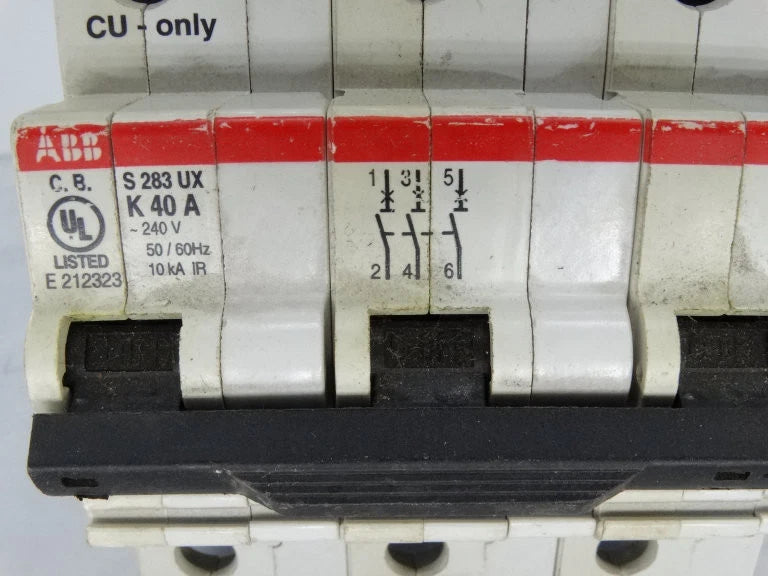 CU - only
ABB
C. B.
UL
LISTED
E 212323
S 283 UX
K 40 A
~ 240 V
50 / 60Hz
10 kA IR
1 3 5
2 4 6